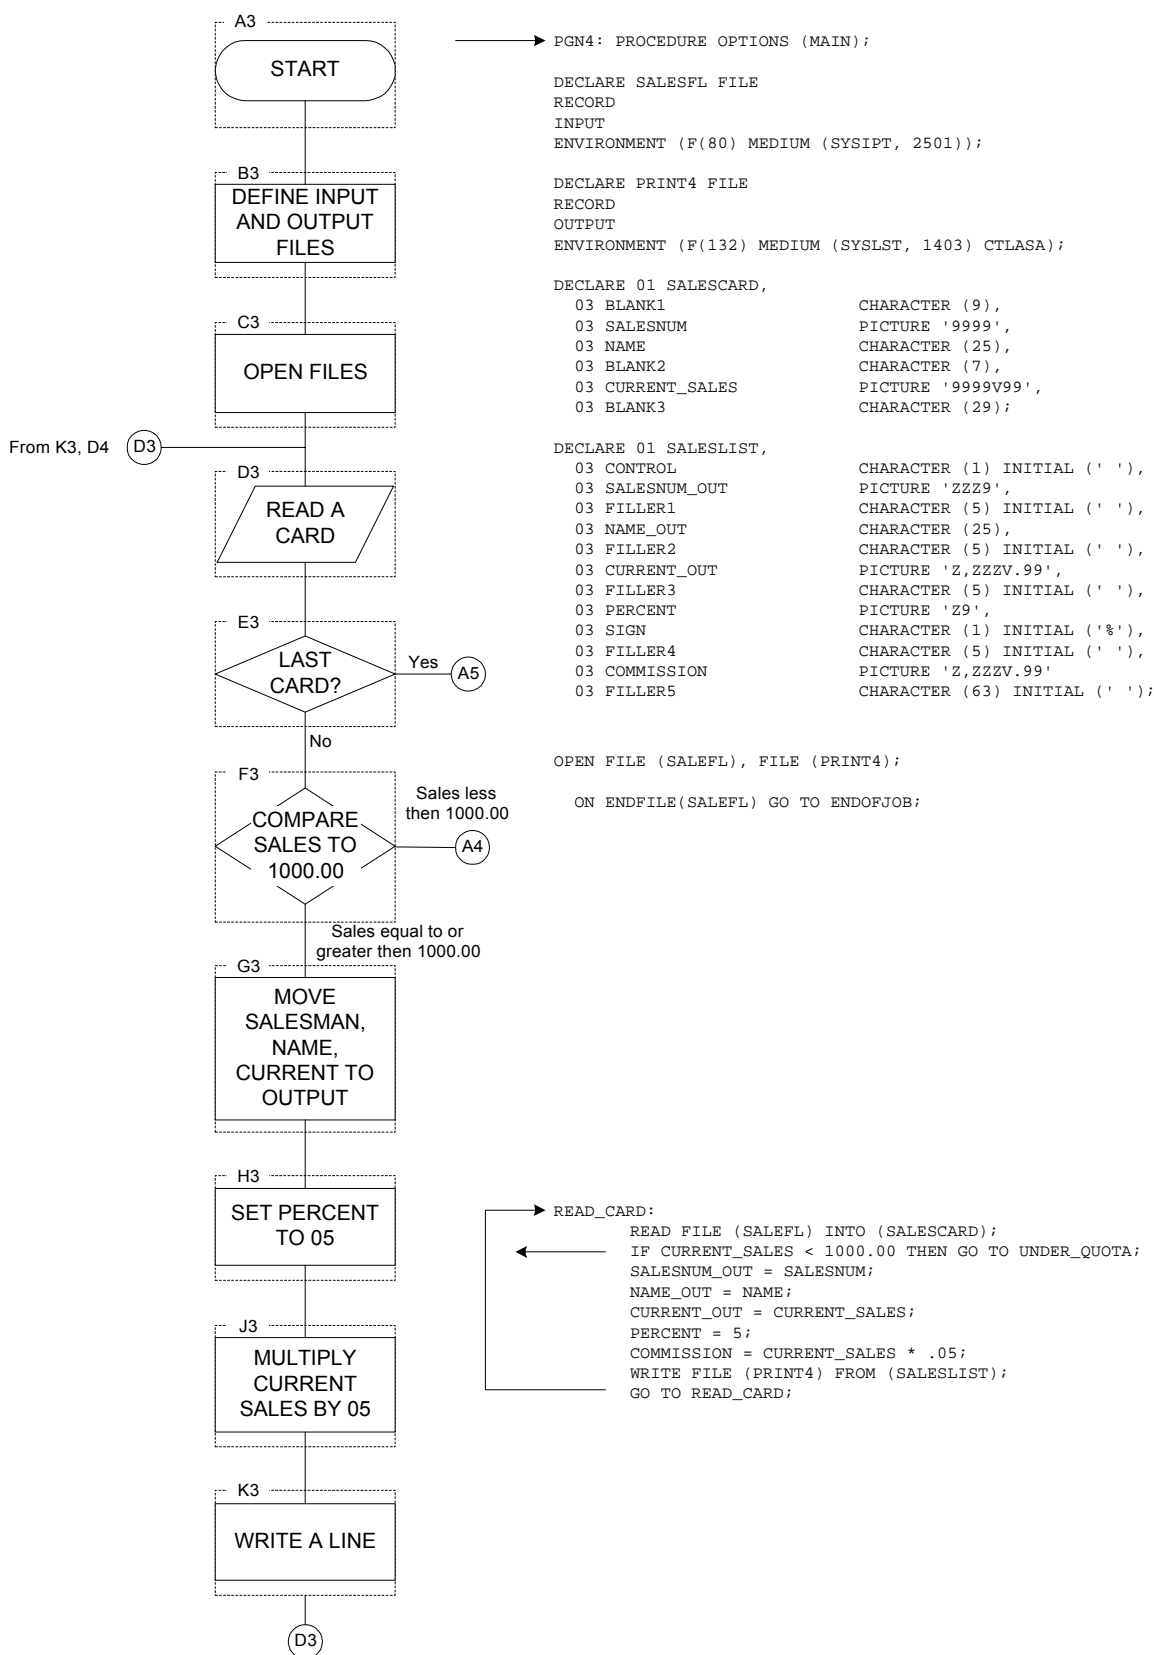 A3
START
B3
DEFINE INPUT
AND OUTPUT
FILES
C3
OPEN FILES
From K3, D4
D3
D3
READ A
CARD
E3
LAST
CARD?
Yes
A5
No
F3
COMPARE
SALES TO
1000.00
Sales less
then 1000.00
A4
Sales equal to or
greater then 1000.00
G3
MOVE
SALESMAN,
NAME,
CURRENT TO
OUTPUT
H3
SET PERCENT
TO 05
J3
MULTIPLY
CURRENT
SALES BY 05
K3
WRITE A LINE
D3
PGN4: PROCEDURE OPTIONS (MAIN);
DECLARE SALESFL FILE
RECORD
INPUT
ENVIRONMENT (F(80) MEDIUM (SYSIPT, 2501));
DECLARE PRINT4 FILE
RECORD
OUTPUT
ENVIRONMENT (F(132) MEDIUM (SYSLST, 1403) CTLASA);
DECLARE 01 SALESCARD,
03 BLANK1 CHARACTER (9),
03 SALESNUM PICTURE '9999',
03 NAME CHARACTER (25),
03 BLANK2 CHARACTER (7),
03 CURRENT_SALES PICTURE '9999V99',
03 BLANK3 CHARACTER (29);
DECLARE 01 SALESLIST,
03 CONTROL CHARACTER (1) INITIAL (' '),
03 SALESNUM_OUT PICTURE 'ZZZ9',
03 FILLER1 CHARACTER (5) INITIAL (' '),
03 NAME_OUT CHARACTER (25),
03 FILLER2 CHARACTER (5) INITIAL (' '),
03 CURRENT_OUT PICTURE 'Z,ZZZV.99',
03 FILLER3 CHARACTER (5) INITIAL (' '),
03 PERCENT PICTURE 'Z9',
03 SIGN CHARACTER (1) INITIAL ('%'),
03 FILLER4 CHARACTER (5) INITIAL (' '),
03 COMMISSION PICTURE 'Z,ZZZV.99'
03 FILLER5 CHARACTER (63) INITIAL (' ');
OPEN FILE (SALEFL), FILE (PRINT4);
ON ENDFILE(SALEFL) GO TO ENDOFJOB;
READ_CARD:
READ FILE (SALEFL) INTO (SALESCARD);
IF CURRENT_SALES < 1000.00 THEN GO TO UNDER_QUOTA;
SALESNUM_OUT = SALESNUM;
NAME_OUT = NAME;
CURRENT_OUT = CURRENT_SALES;
PERCENT = 5;
COMMISSION = CURRENT_SALES * .05;
WRITE FILE (PRINT4) FROM (SALESLIST);
GO TO READ_CARD;